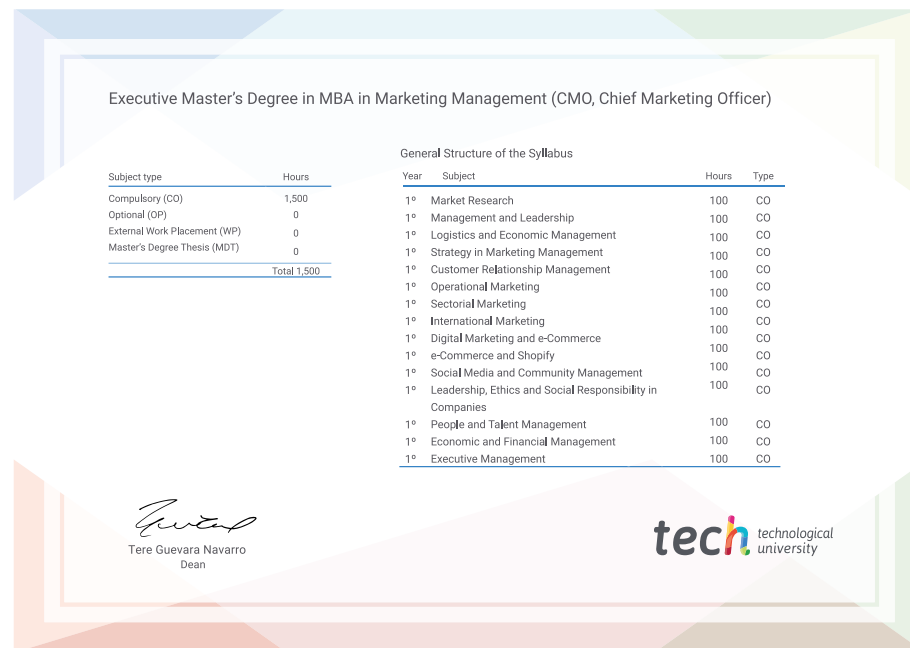 Executive Master's Degree in MBA in Marketing Management (CMO, Chief Marketing Officer)
Subject type Hours
Compulsory (CO) 1,500
Optional (OP) 0
External Work Placement (WP) 0
Master's Degree Thesis (MDT) 0
Total 1,500
General Structure of the Syllabus
Year Subject Hours Type
1º Market Research 100 CO
1º Management and Leadership 100 CO
1º Logistics and Economic Management 100 CO
1º Strategy in Marketing Management 100 CO
1º Customer Relationship Management 100 CO
1º Operational Marketing 100 CO
1º Sectorial Marketing 100 CO
1º International Marketing 100 CO
1º Digital Marketing and e-Commerce 100 CO
1º e-Commerce and Shopify 100 CO
1º Social Media and Community Management 100 CO
1º Leadership, Ethics and Social Responsibility in CO
Companies
1º People and Talent Management 100 CO
1º Economic and Financial Management 100 CO
1º Executive Management 100 CO
Tere Guevara Navarro
Dean
tech technological
university